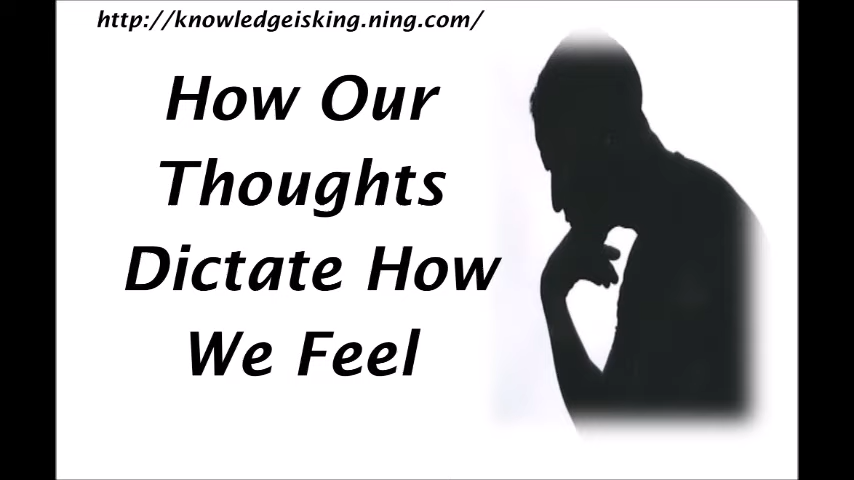 http://knowledgeisking.ning.com/
How Our
Thoughts
Dictate How
We Feel